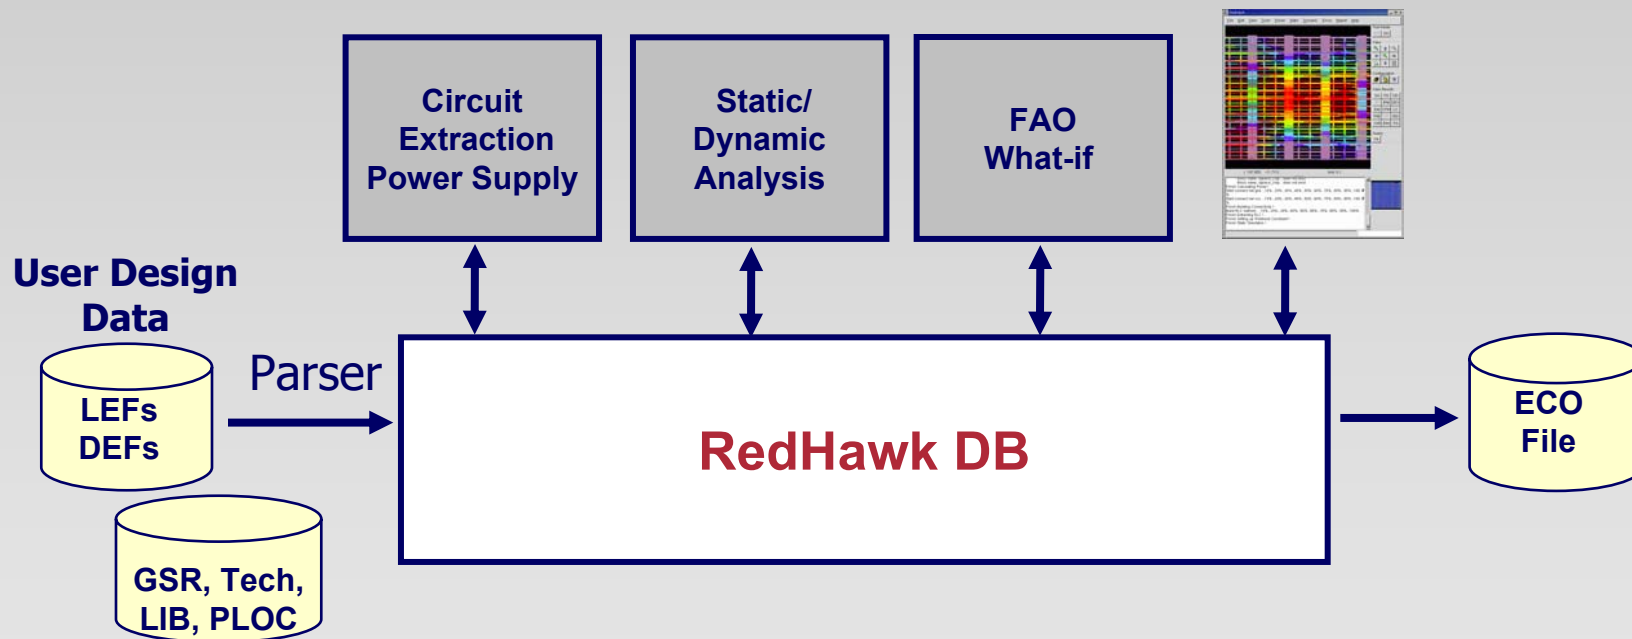 Circuit
Extraction
Power Supply
Static/
Dynamic
Analysis
FAO
What-if
User Design
Data
Parser
LEFs
DEFs
RedHawk DB
ECO
File
GSR, Tech,
LIB, PLOC